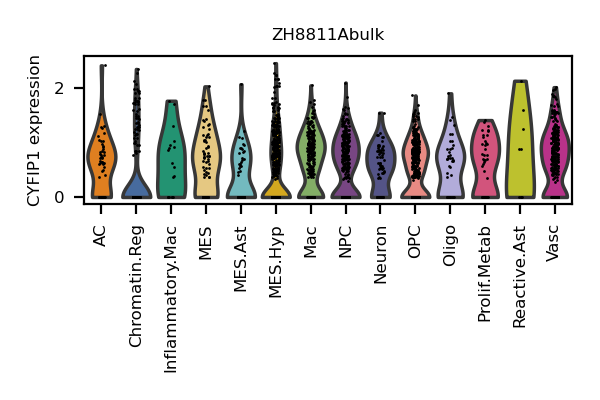 ZH8811Abulk
CYFIP1 expression
2
0
AC
Chromatin.Reg
Inflammatory.Mac
MES
MES.Ast
MES.Hyp
Mac
NPC
Neuron
OPC
Oligo
Prolif.Metab
Reactive.Ast
Vasc